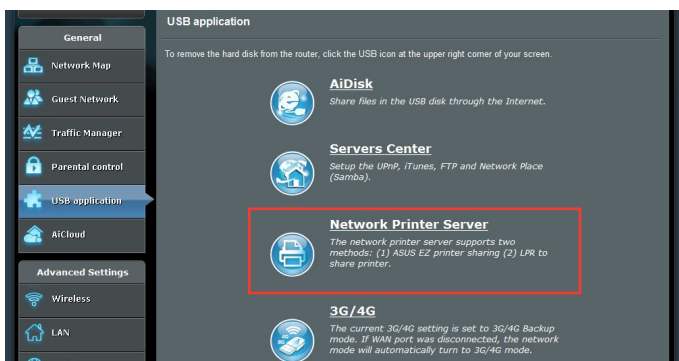 USB application
General
To remove the hard disk from the router, click the USB icon at the upper right corner of your screen.
Network Map
Guest Network
Traffic Manager
Parental control
USB application
AiCloud
Advanced Settings
Wireless
LAN
AiDisk
Share files in the USB disk through the Internet.
Servers Center
Setup the UPnP, iTunes, FTP and Network Place
(Samba).
Network Printer Server
The network printer server supports two
methods: (1) ASUS EZ printer sharing (2) LPR to
share printer.
3G/4G
The current 3G/4G setting is set to 3G/4G Backup
mode. If WAN port was disconnected, the network
mode will automatically turn to 3G/4G mode.